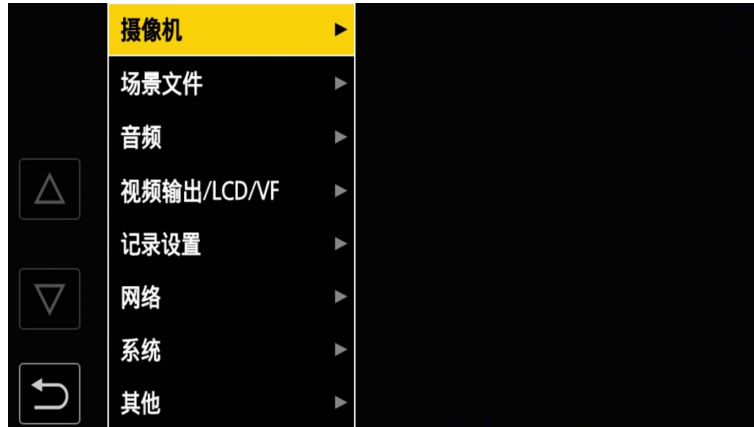 摄像机
场景文件
音频
视频输出/LCD/VF
记录设置
网络
系统
其他